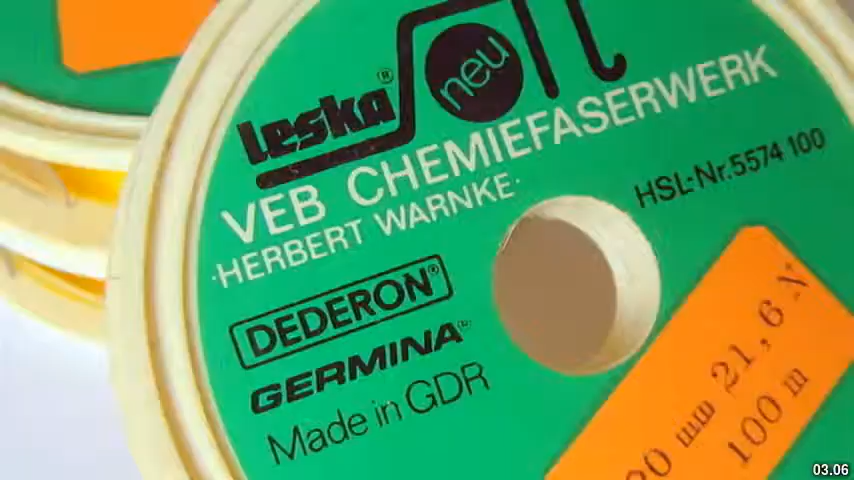 leska®
neu
VEB CHEMIEFASERWERK
·HERBERT WARNKE·
HSL-Nr. 5574 100
DEDERON®
GERMINA®
Made in GDR
mm 21,6 N
100 m
03.06